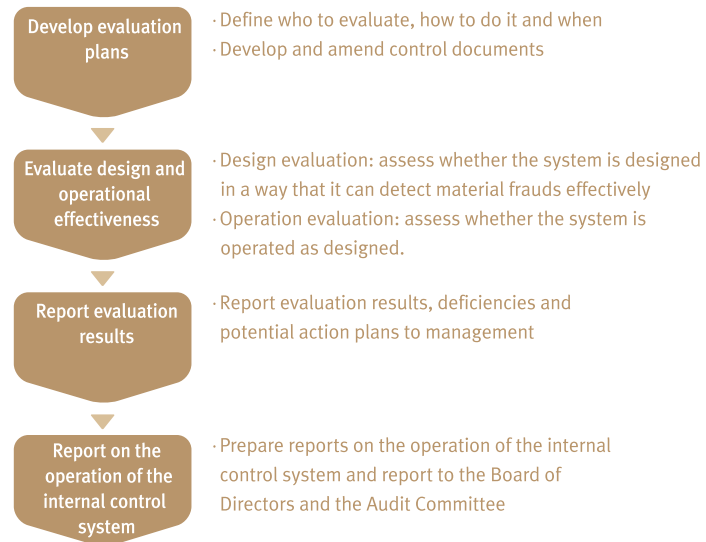 Develop evaluation
plans
· Define who to evaluate, how to do it and when
· Develop and amend control documents
Evaluate design and
operational
effectiveness
· Design evaluation: assess whether the system is designed
in a way that it can detect material frauds effectively
· Operation evaluation: assess whether the system is
operated as designed.
Report evaluation
results
· Report evaluation results, deficiencies and
potential action plans to management
Report on the
operation of the
internal control
system
· Prepare reports on the operation of the internal
control system and report to the Board of
Directors and the Audit Committee